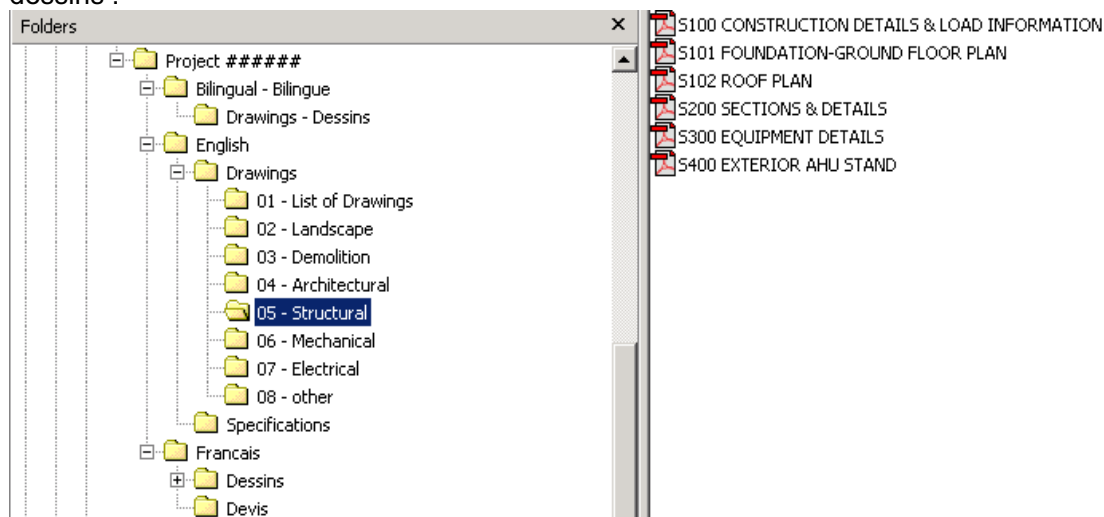 dessins :
Folders
Project ######
Bilingual - Bilingue
Drawings - Dessins
English
Drawings
01 - List of Drawings
02 - Landscape
03 - Demolition
04 - Architectural
05 - Structural
06 - Mechanical
07 - Electrical
08 - other
Specifications
Francais
Dessins
Devis
S100 CONSTRUCTION DETAILS & LOAD INFORMATION
S101 FOUNDATION-GROUND FLOOR PLAN
S102 ROOF PLAN
S200 SECTIONS & DETAILS
S300 EQUIPMENT DETAILS
S400 EXTERIOR AHU STAND